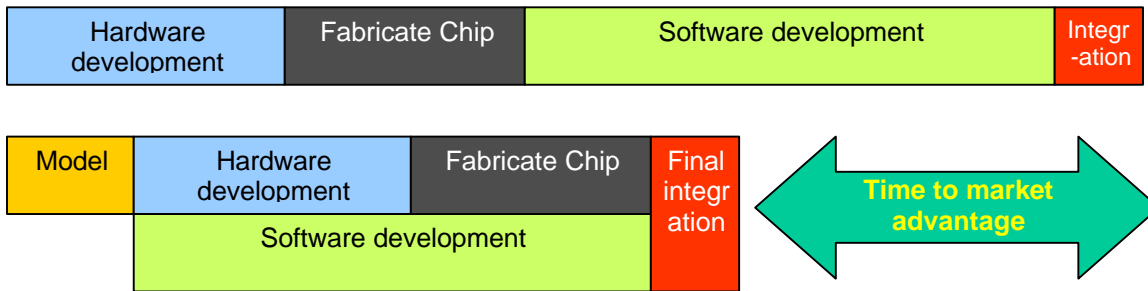 Hardware
development
Fabricate Chip
Software development
Integr
-ation
Model
Hardware
development
Fabricate Chip
Final
integr
ation
Software development
Time to market
advantage